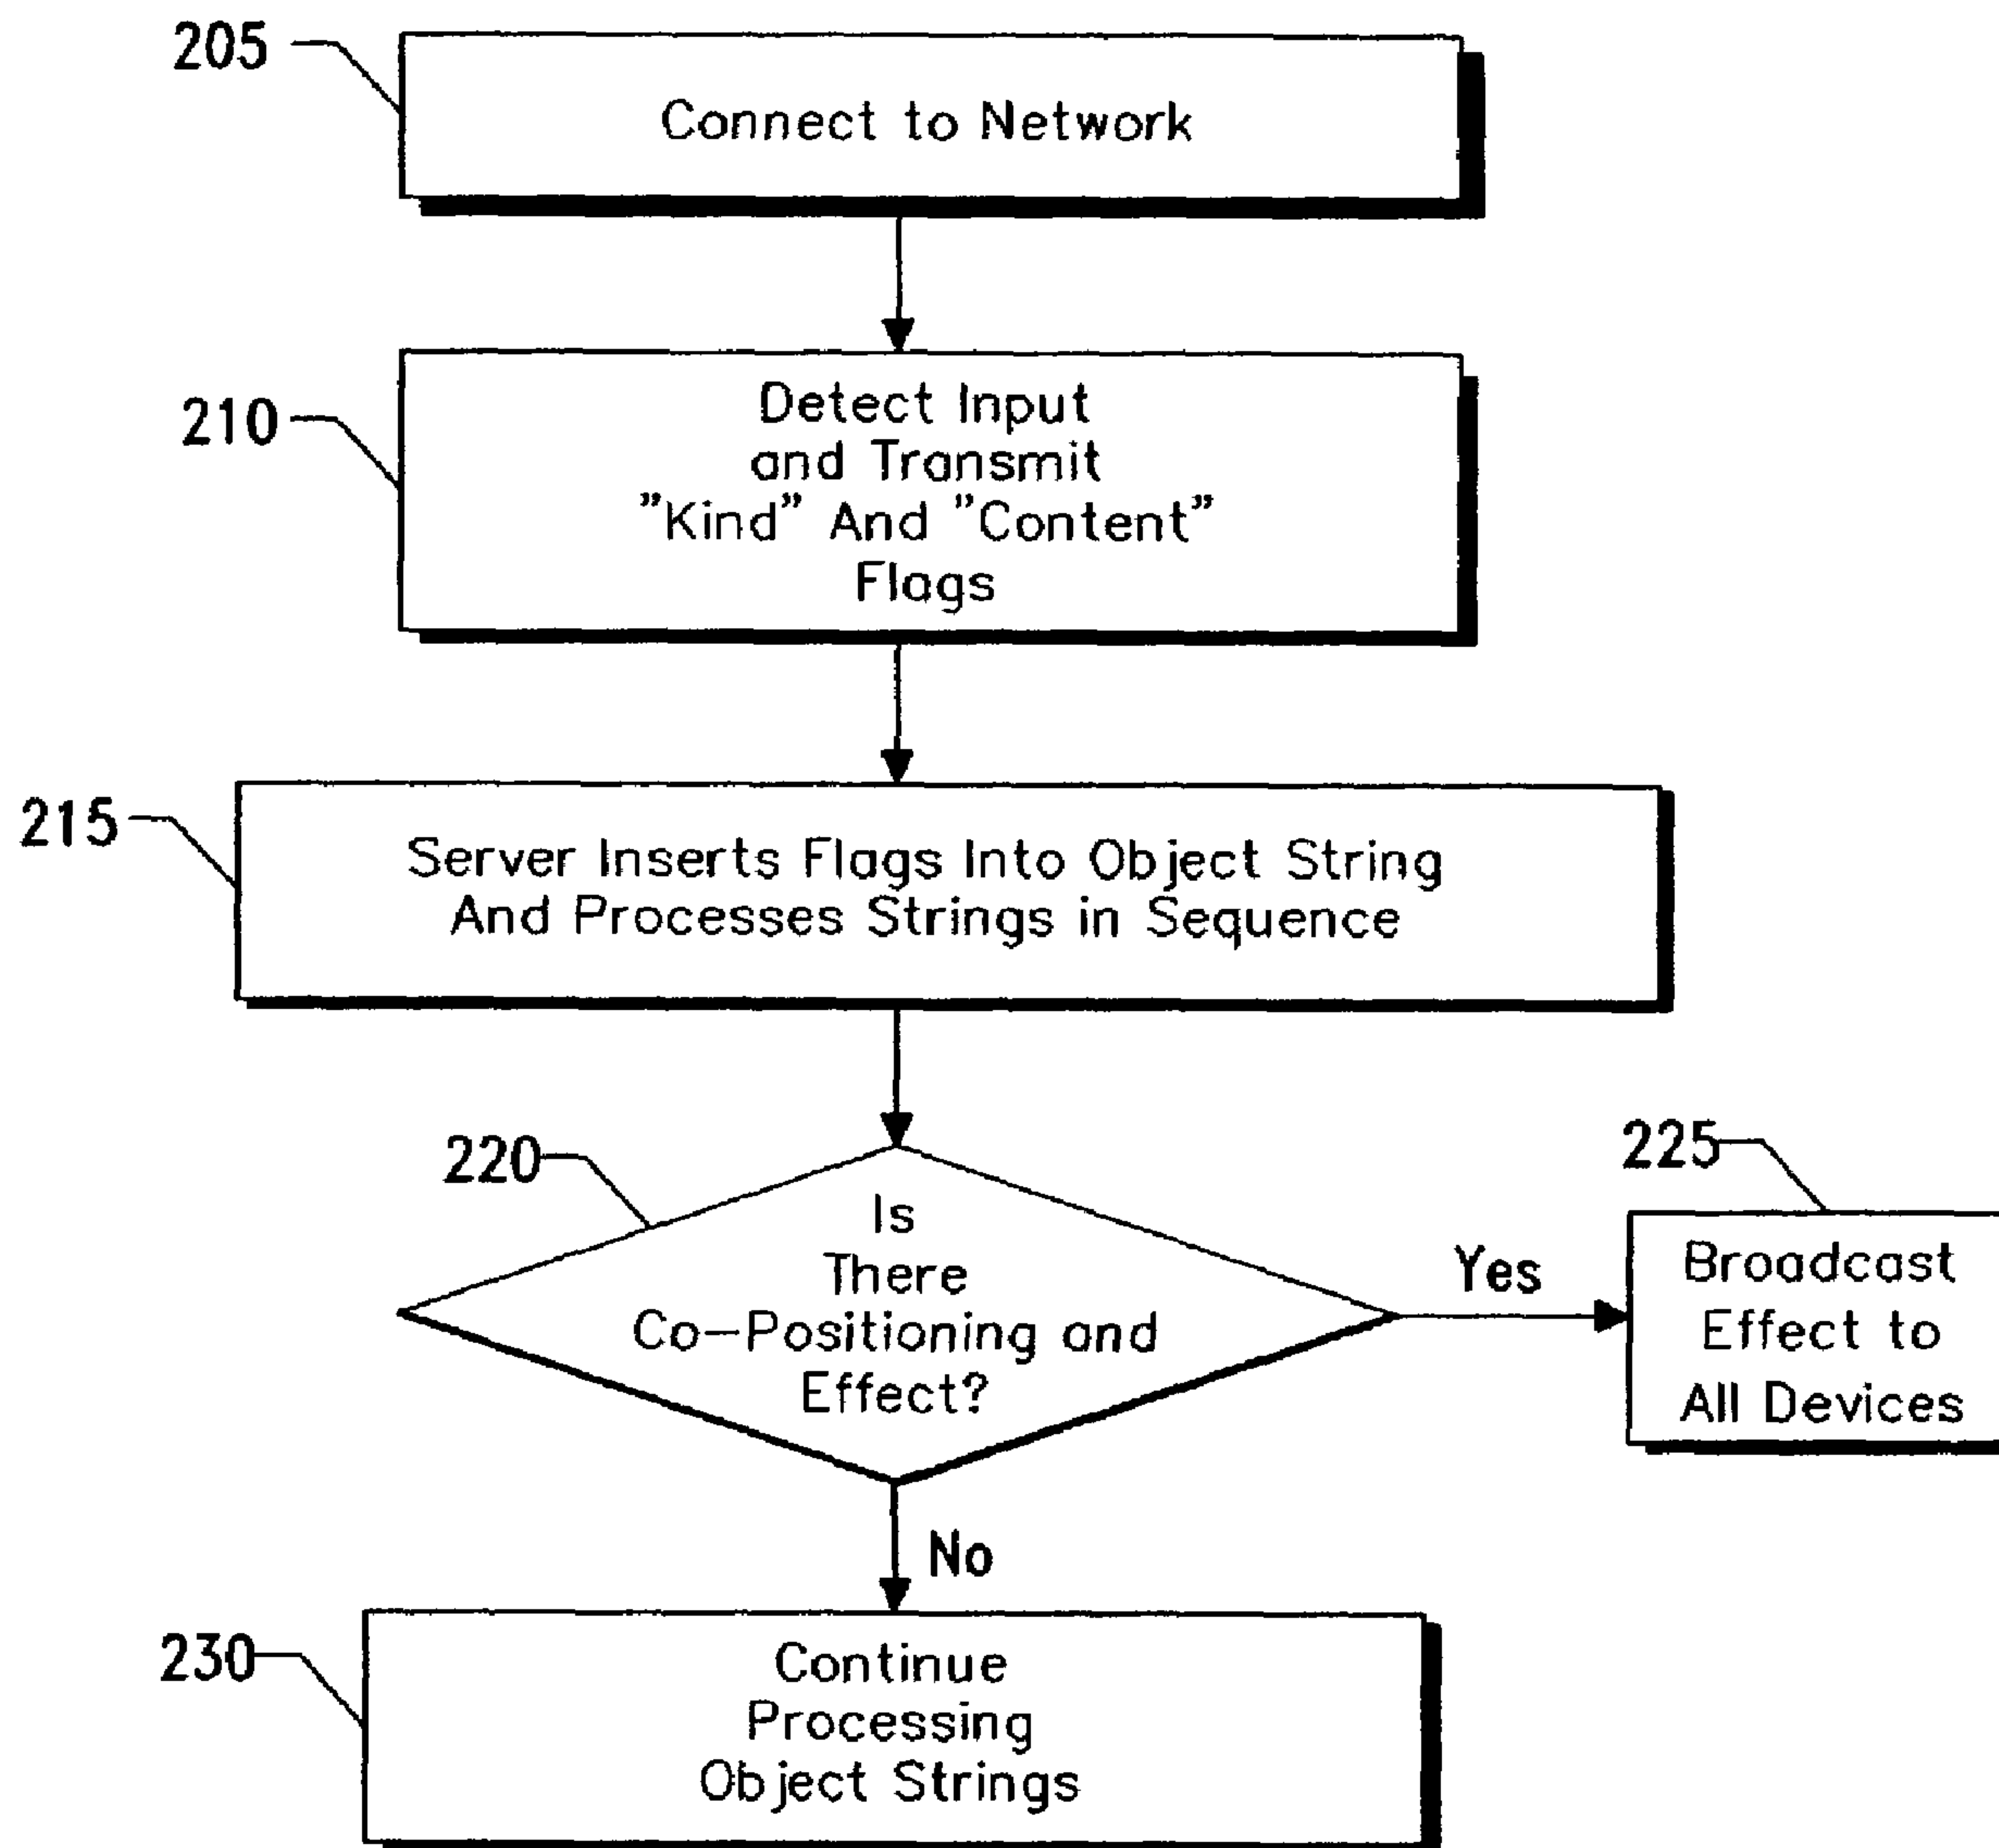 205
Connect to Network
210
Detect Input
and Transmit
"Kind" And "Content"
Flags
215
Server Inserts Flags Into Object String
And Processes Strings in Sequence
220
Is
There
Co-Positioning and
Effect?
Yes
225
Broadcast
Effect to
All Devices
No
230
Continue
Processing
Object Strings